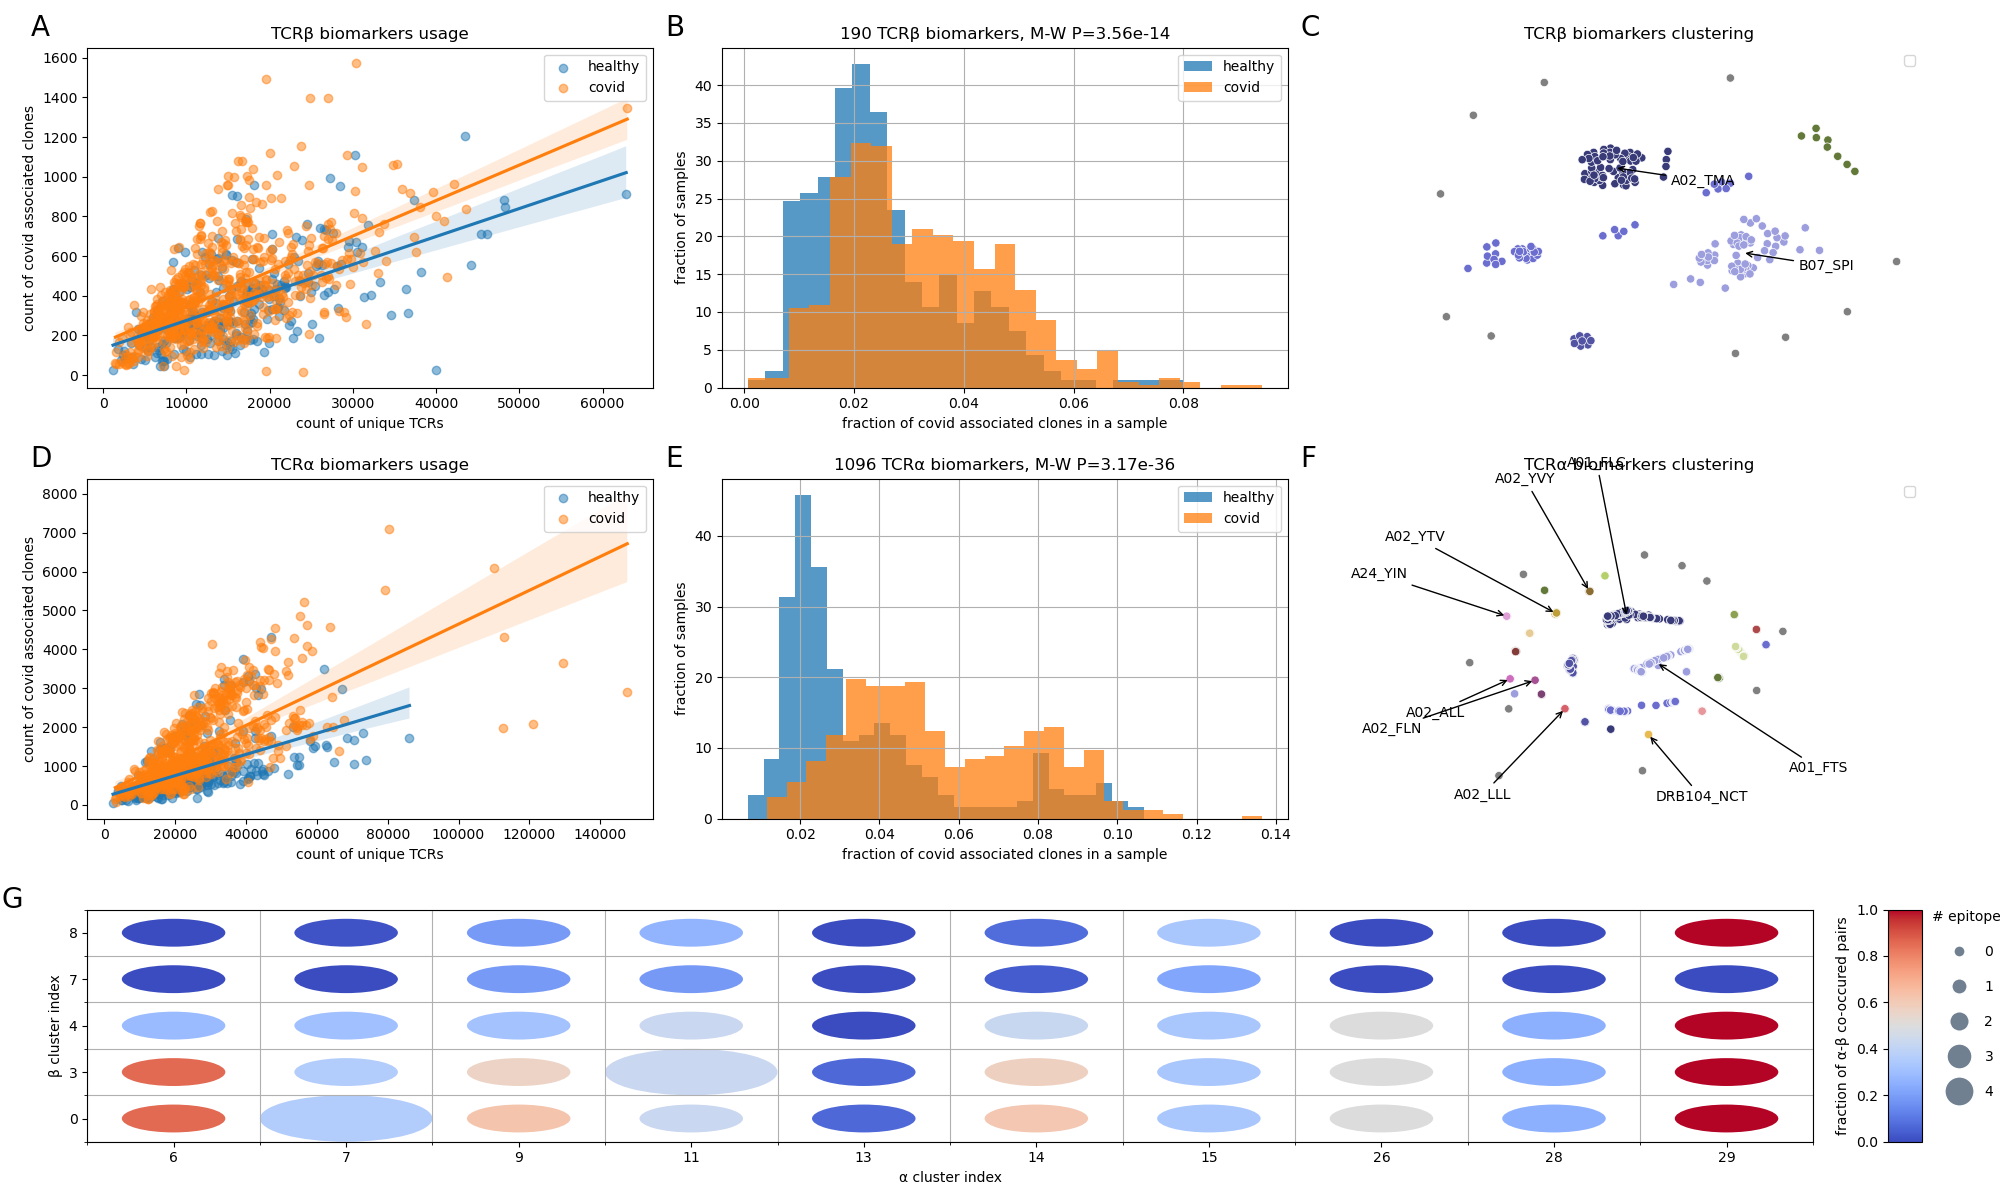 A
TCRβ biomarkers usage
count of covid associated clones
1600
1400
1200
1000
800
600
400
200
0
healthy
covid
0 10000 20000 30000 40000 50000 60000
count of unique TCRs
B
190 TCRβ biomarkers, M-W P=3.56e-14
fraction of samples
40
35
30
25
20
15
10
5
0
healthy
covid
0.00 0.02 0.04 0.06 0.08
fraction of covid associated clones in a sample
C
TCRβ biomarkers clustering
A02_TMA
B07_SPI
D
TCRα biomarkers usage
count of covid associated clones
8000
7000
6000
5000
4000
3000
2000
1000
0
healthy
covid
0 20000 40000 60000 80000 100000 120000 140000
count of unique TCRs
E
1096 TCRα biomarkers, M-W P=3.17e-36
fraction of samples
40
30
20
10
0
healthy
covid
0.02 0.04 0.06 0.08 0.10 0.12 0.14
fraction of covid associated clones in a sample
F
TCRα biomarkers clustering
A02_YVY
A02_YTV
A24_YIN
A02_ALL
A02_FLN
A01_FTS
A02_LLL
DRB104_NCT
G
β cluster index
8
7
4
3
0
6 7 9 11 13 14 15 26 28 29
α cluster index
fraction of α-β co-occured pairs
1.0
0.8
0.6
0.4
0.2
0.0
# epitope
0
1
2
3
4